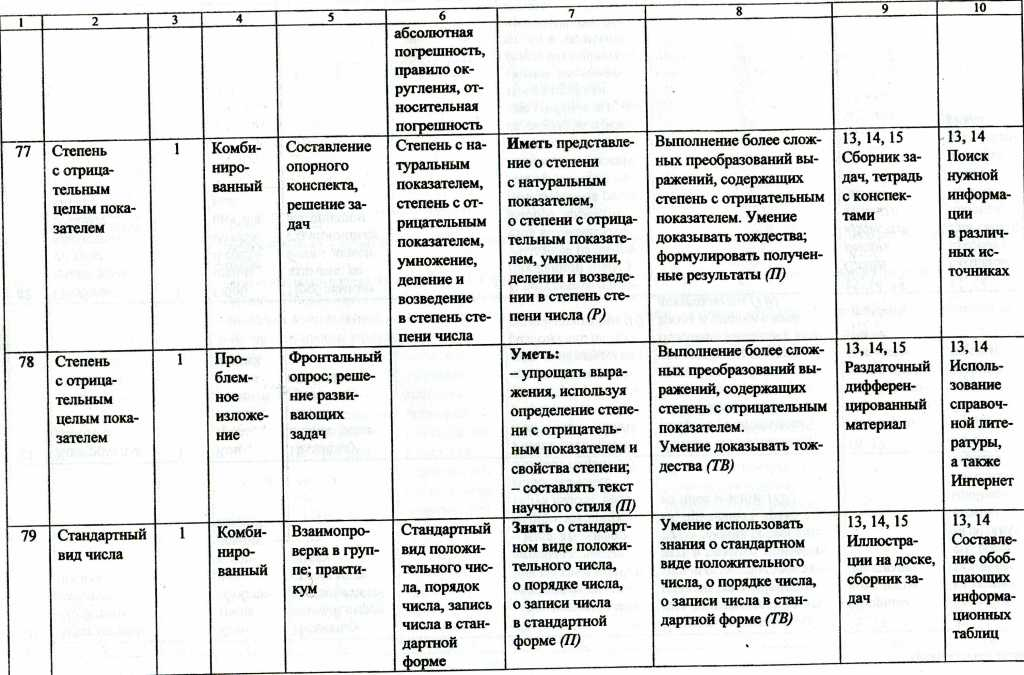 1 2 3 4 5 6 7 8 9 10
абсолютная
погрешность,
правило ок-
ругления, от-
носительная
погрешность
77
Степень
с отрица-
тельным
целым пока-
зателем
1
Комби-
ниро-
ванный
Составление
опорного
конспекта,
решение за-
дач
Степень с на-
туральным
показателем,
степень с от-
рицательным
показателем,
умножение,
деление и
возведение
в степень сте-
пени числа
Иметь представле-
ние о степени
с натуральным
показателем,
о степени с отрица-
тельным показате-
лем, умножении,
делении и возведе-
нии в степень сте-
пени числа (Р)
Выполнение более слож-
ных преобразований вы-
ражений, содержащих
степень с отрицательным
показателем. Умение
доказывать тождества;
формулировать получен-
ные результаты (П)
13, 14, 15
Сборник за-
дач, тетрадь
с конспек-
тами
13, 14
Поиск
нужной
информа-
ции
в различ-
ных ис-
точниках
78
Степень
с отрица-
тельным
целым пока-
зателем
1
Про-
блем-
ное
изложе-
ние
Фронтальный
опрос; реше-
ние разви-
вающих
задач
Уметь:
– упрощать выра-
жения, используя
определение степе-
ни с отрицатель-
ным показателем и
свойства степени;
– составлять текст
научного стиля (П)
Выполнение более слож-
ных преобразований вы-
ражений, содержащих
степень с отрицательным
показателем.
Умение доказывать тож-
дества (ТВ)
13, 14, 15
Раздаточный
дифферен-
цированный
материал
13, 14
Исполь-
зование
справоч-
ной лите-
ратуры,
а также
Интернет
79
Стандартный
вид числа
1
Комби-
ниро-
ванный
Взаимопро-
верка в груп-
пе; практи-
кум
Стандартный
вид положи-
тельного чис-
ла, порядок
числа, запись
числа в стан-
дартной
форме
Знать о стандарт-
ном виде положи-
тельного числа,
о порядке числа,
о записи числа
в стандартной
форме (П)
Умение использовать
знания о стандартном
виде положительного
числа, о порядке числа,
о записи числа в стан-
дартной форме (ТВ)
13, 14, 15
Иллюстра-
ции на доске,
сборник за-
дач
13, 14
Составле-
ние обоб-
щающих
информа-
ционных
таблиц